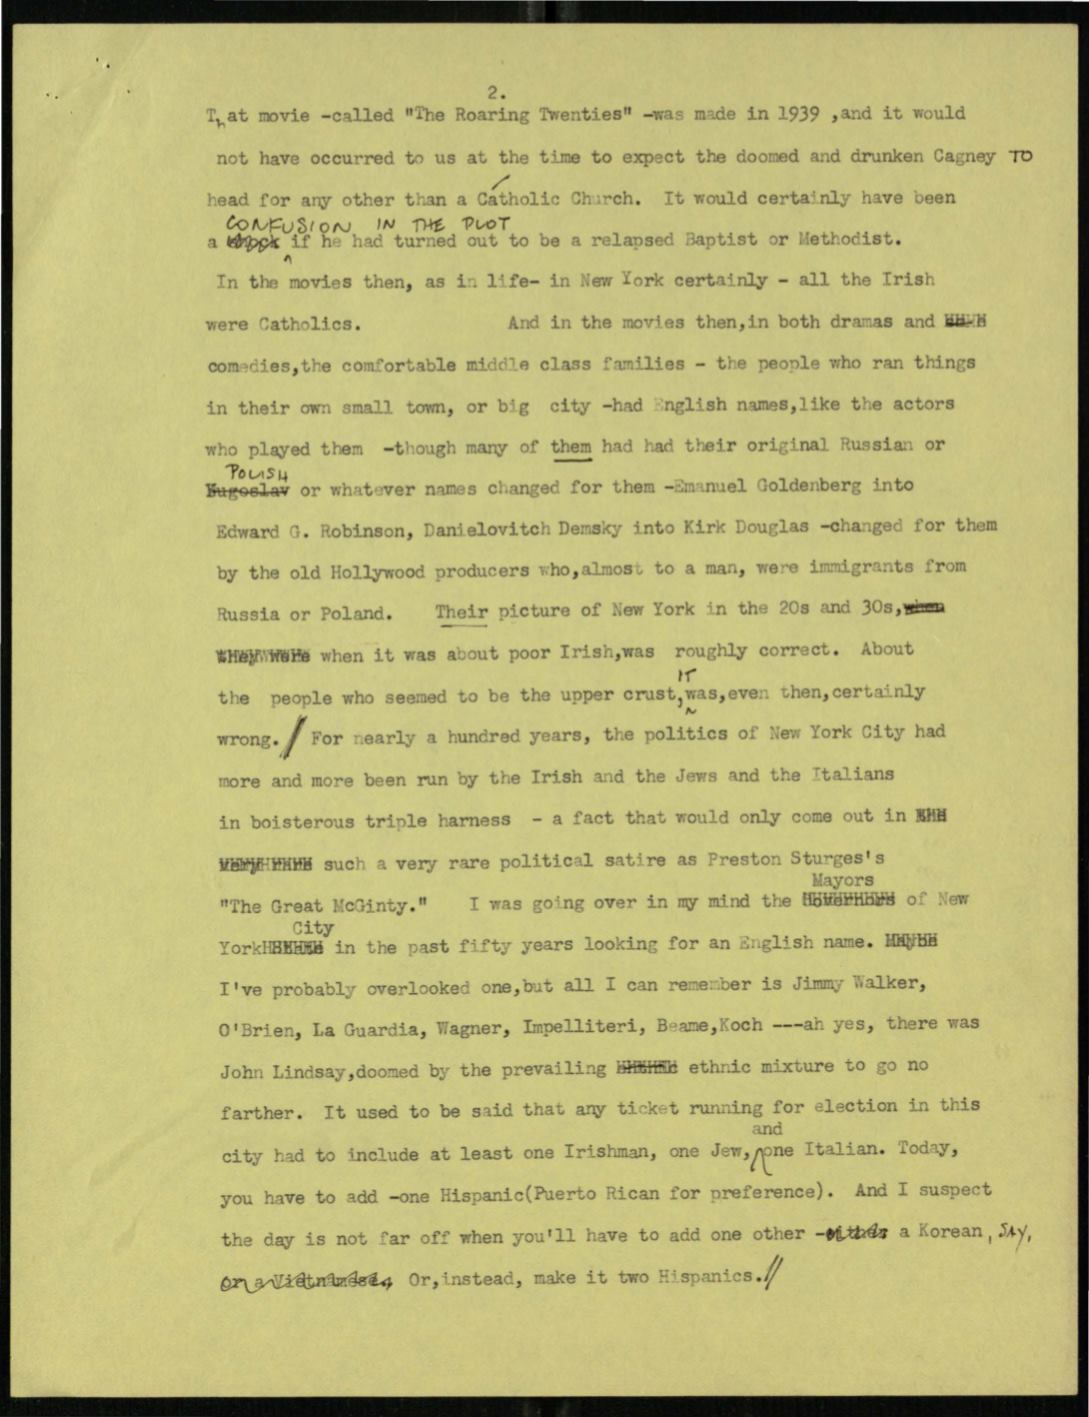 2.
That movie -called "The Roaring Twenties" -was made in 1939 ,and it would
not have occurred to us at the time to expect the doomed and drunken Cagney TO
head for any other than a Catholic Church. It would certainly have been
CONFUSION IN THE PLOT
a shock if he had turned out to be a relapsed Baptist or Methodist.
In the movies then, as in life- in New York certainly - all the Irish
were Catholics. And in the movies then,in both dramas and
comedies,the comfortable middle class families - the people who ran things
in their own small town, or big city -had English names,like the actors
who played them -though many of them had had their original Russian or
POLISH
Yugoslav or whatever names changed for them -Emanuel Goldenberg into
Edward G. Robinson, Danielovitch Demsky into Kirk Douglas -changed for them
by the old Hollywood producers who,almost to a man, were immigrants from
Russia or Poland. Their picture of New York in the 20s and 30s,when
they were when it was about poor Irish,was roughly correct. About
IT
the people who seemed to be the upper crust,was,even then,certainly
wrong.// For nearly a hundred years, the politics of New York City had
more and more been run by the Irish and the Jews and the Italians
in boisterous triple harness - a fact that would only come out in
such a very rare political satire as Preston Sturges's
Mayors
"The Great McGinty." I was going over in my mind the Governors of New
City
York in the past fifty years looking for an English name. Maybe
I've probably overlooked one,but all I can remember is Jimmy Walker,
O'Brien, La Guardia, Wagner, Impelliteri, Beame,Koch ---ah yes, there was
John Lindsay,doomed by the prevailing ethnic mixture to go no
farther. It used to be said that any ticket running for election in this
and
city had to include at least one Irishman, one Jew, one Italian. Today,
you have to add -one Hispanic(Puerto Rican for preference). And I suspect
the day is not far off when you'll have to add one other -either a Korean, SAY,
or a Vietnamese, Or,instead, make it two Hispanics.//